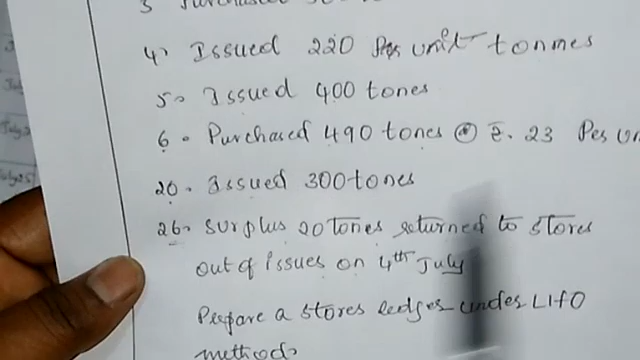 3 Purchased
4. Issued 220 Per unit tonnes
5. Issued 400 tones
6. Purchased 490 tones @ ₹. 23 Per
20. Issued 300 tones
26. Surplus 20 tones returned to stores
out of issues on 4th July
Prepare a stores ledger under LIFO
method.